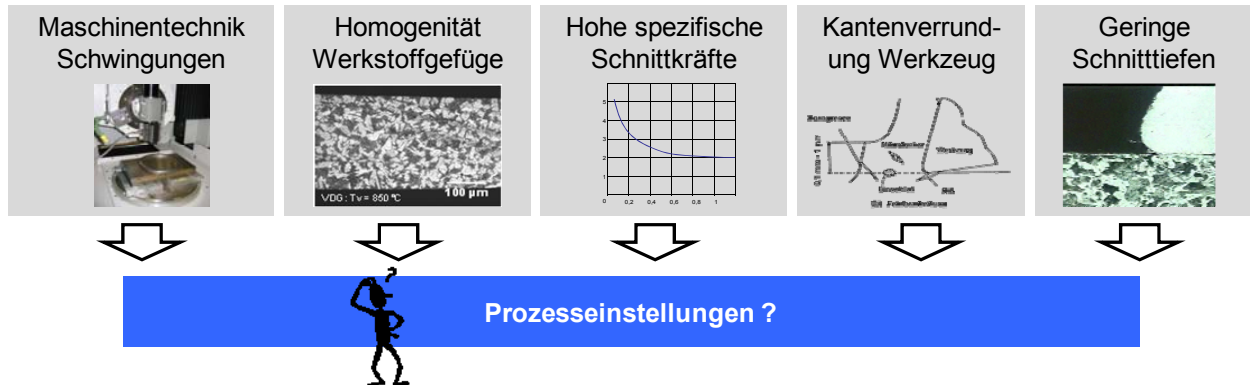 Maschinentechnik
Schwingungen
Homogenität
Werkstoffgefüge
100 µm
VDG : Tv = 850 °C
Hohe spezifische
Schnittkräfte
5
4
3
2
1
0 0,2 0,4 0,6 0,8 1
Kantenverrund-
ung Werkzeug
Werkzeug
Geringe
Schnitttiefen
?
Prozesseinstellungen ?